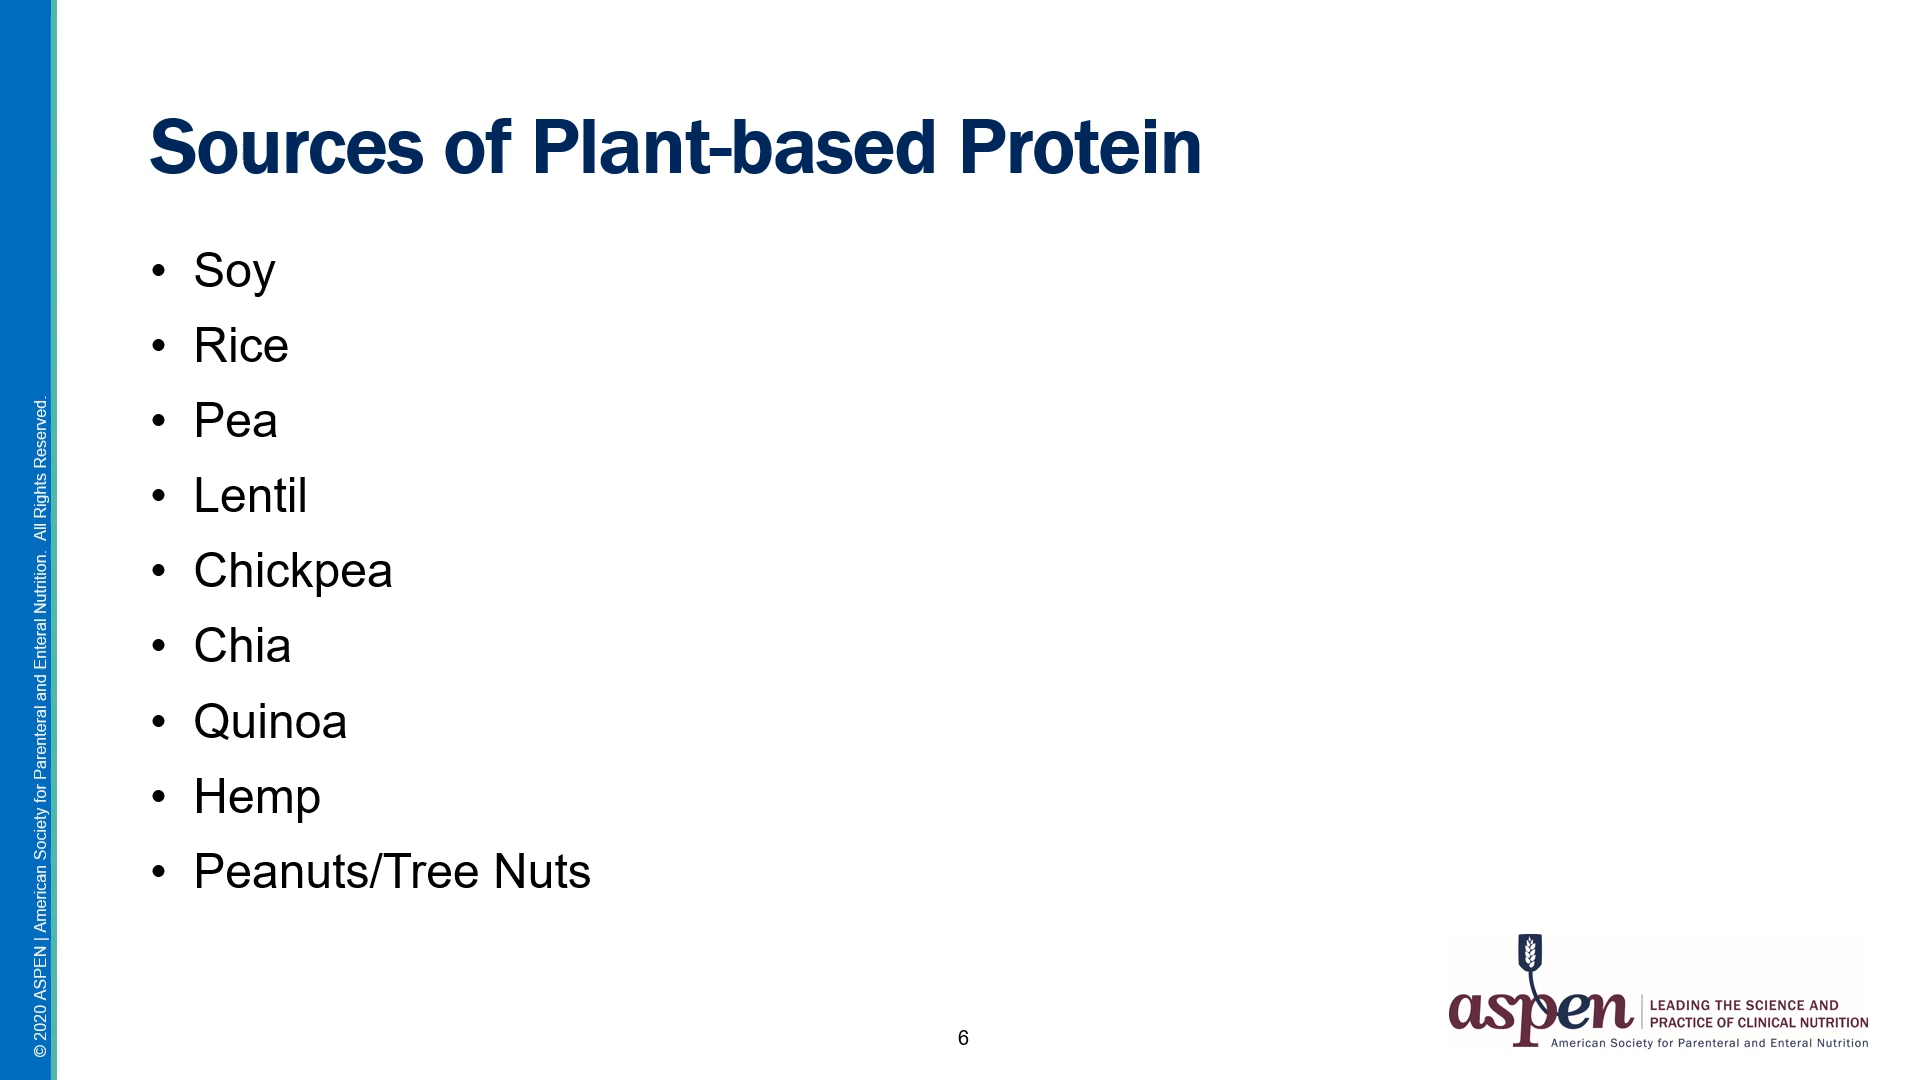 Sources of Plant-based Protein
• Soy
• Rice
• Pea
• Lentil
• Chickpea
• Chia
• Quinoa
• Hemp
• Peanuts/Tree Nuts
© 2020 ASPEN | American Society for Parenteral and Enteral Nutrition. All Rights Reserved.
6
aspen
LEADING THE SCIENCE AND
PRACTICE OF CLINICAL NUTRITION
American Society for Parenteral and Enteral Nutrition